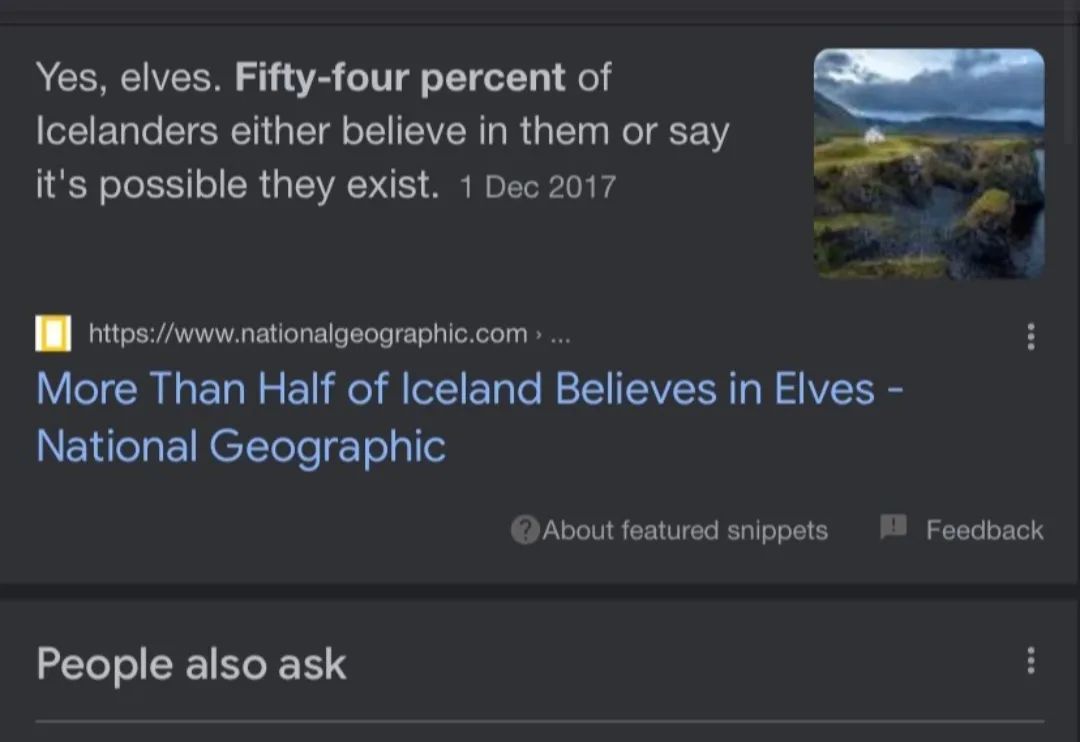 Yes, elves. Fifty-four percent of
Icelanders either believe in them or say
it's possible they exist. 1 Dec 2017
https://www.nationalgeographic.com › ...
More Than Half of Iceland Believes in Elves -
National Geographic
About featured snippets Feedback
People also ask